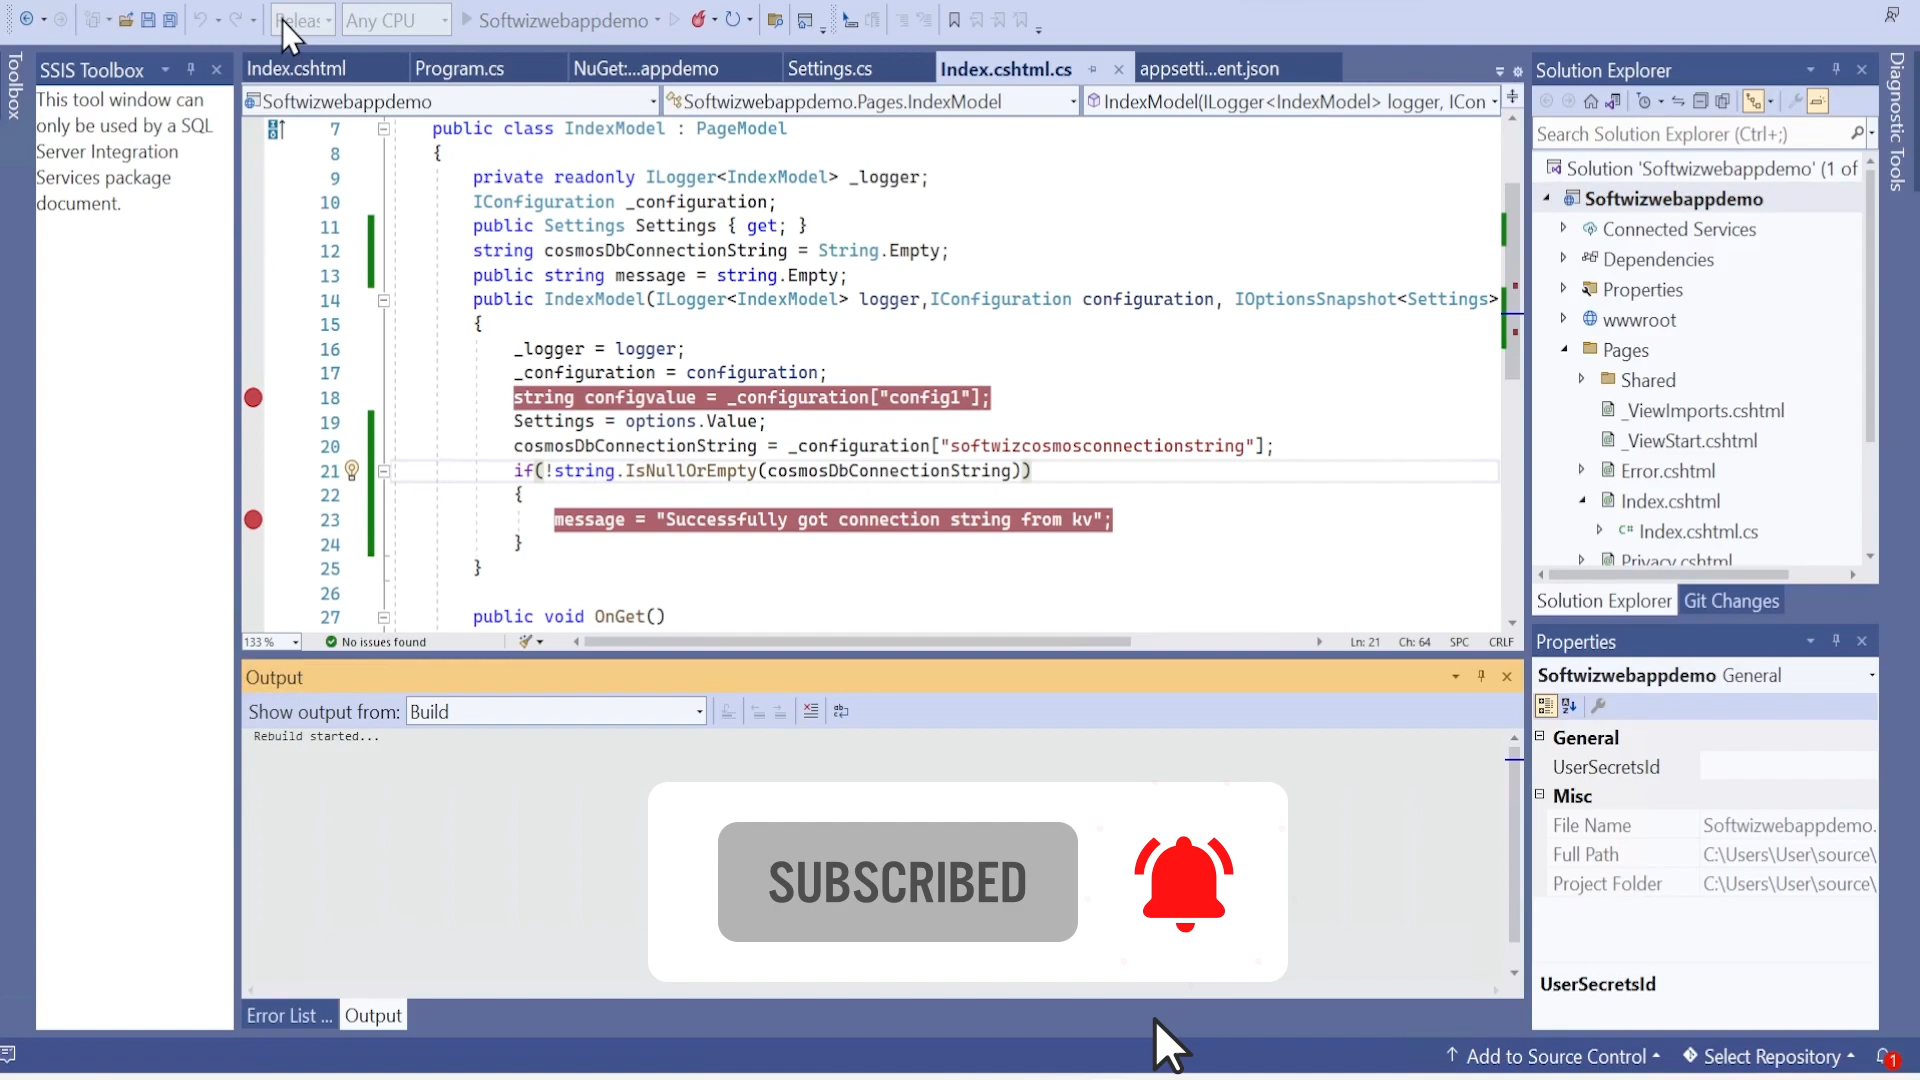 Releas
Any CPU
Softwizwebappdemo
Toolbox
SSIS Toolbox
This tool window can
only be used by a SQL
Server Integration
Services package
document.
Index.cshtml
Program.cs
NuGet:...appdemo
Settings.cs
Index.cshtml.cs
appsetti...ent.json
Softwizwebappdemo
Softwizwebappdemo.Pages.IndexModel
IndexModel(ILogger<IndexModel> logger, ICon
7 public class IndexModel : PageModel
8 {
9 private readonly ILogger<IndexModel> _logger;
10 IConfiguration _configuration;
11 public Settings Settings { get; }
12 string cosmosDbConnectionString = String.Empty;
13 public string message = string.Empty;
14 public IndexModel(ILogger<IndexModel> logger,IConfiguration configuration, IOptionsSnapshot<Settings>
15 {
16 _logger = logger;
17 _configuration = configuration;
18 string configvalue = _configuration["config1"];
19 Settings = options.Value;
20 cosmosDbConnectionString = _configuration["softwizcosmosconnectionstring"];
21 if(!string.IsNullOrEmpty(cosmosDbConnectionString))
22 {
23 message = "Successfully got connection string from kv";
24 }
25 }
26
27 public void OnGet()
133 %
No issues found
Ln: 21
Ch: 64
SPC
CRLF
Output
Show output from: Build
Rebuild started...
SUBSCRIBED
Error List ...
Output
Solution Explorer
Search Solution Explorer (Ctrl+;)
Solution 'Softwizwebappdemo' (1 of
Softwizwebappdemo
Connected Services
Dependencies
Properties
wwwroot
Pages
Shared
_ViewImports.cshtml
_ViewStart.cshtml
Error.cshtml
Index.cshtml
C# Index.cshtml.cs
Privacy.cshtml
Solution Explorer
Git Changes
Properties
Softwizwebappdemo General
General
UserSecretsId
Misc
File Name Softwizwebappdemo.
Full Path C:\Users\User\source\
Project Folder C:\Users\User\source\
UserSecretsId
Diagnostic Tools
Add to Source Control
Select Repository
1